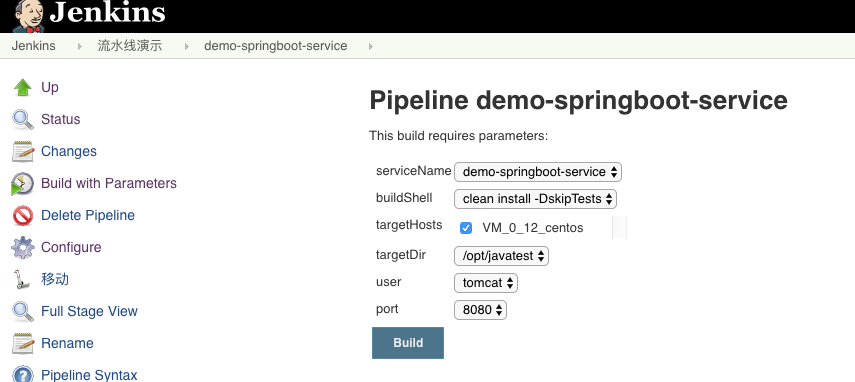 Jenkins
Jenkins 流水线演示 demo-springboot-service
Up
Status
Changes
Build with Parameters
Delete Pipeline
Configure
移动
Full Stage View
Rename
Pipeline Syntax
Pipeline demo-springboot-service
This build requires parameters:
serviceName demo-springboot-service
buildShell clean install -DskipTests
targetHosts VM_0_12_centos
targetDir /opt/javatest
user tomcat
port 8080
Build